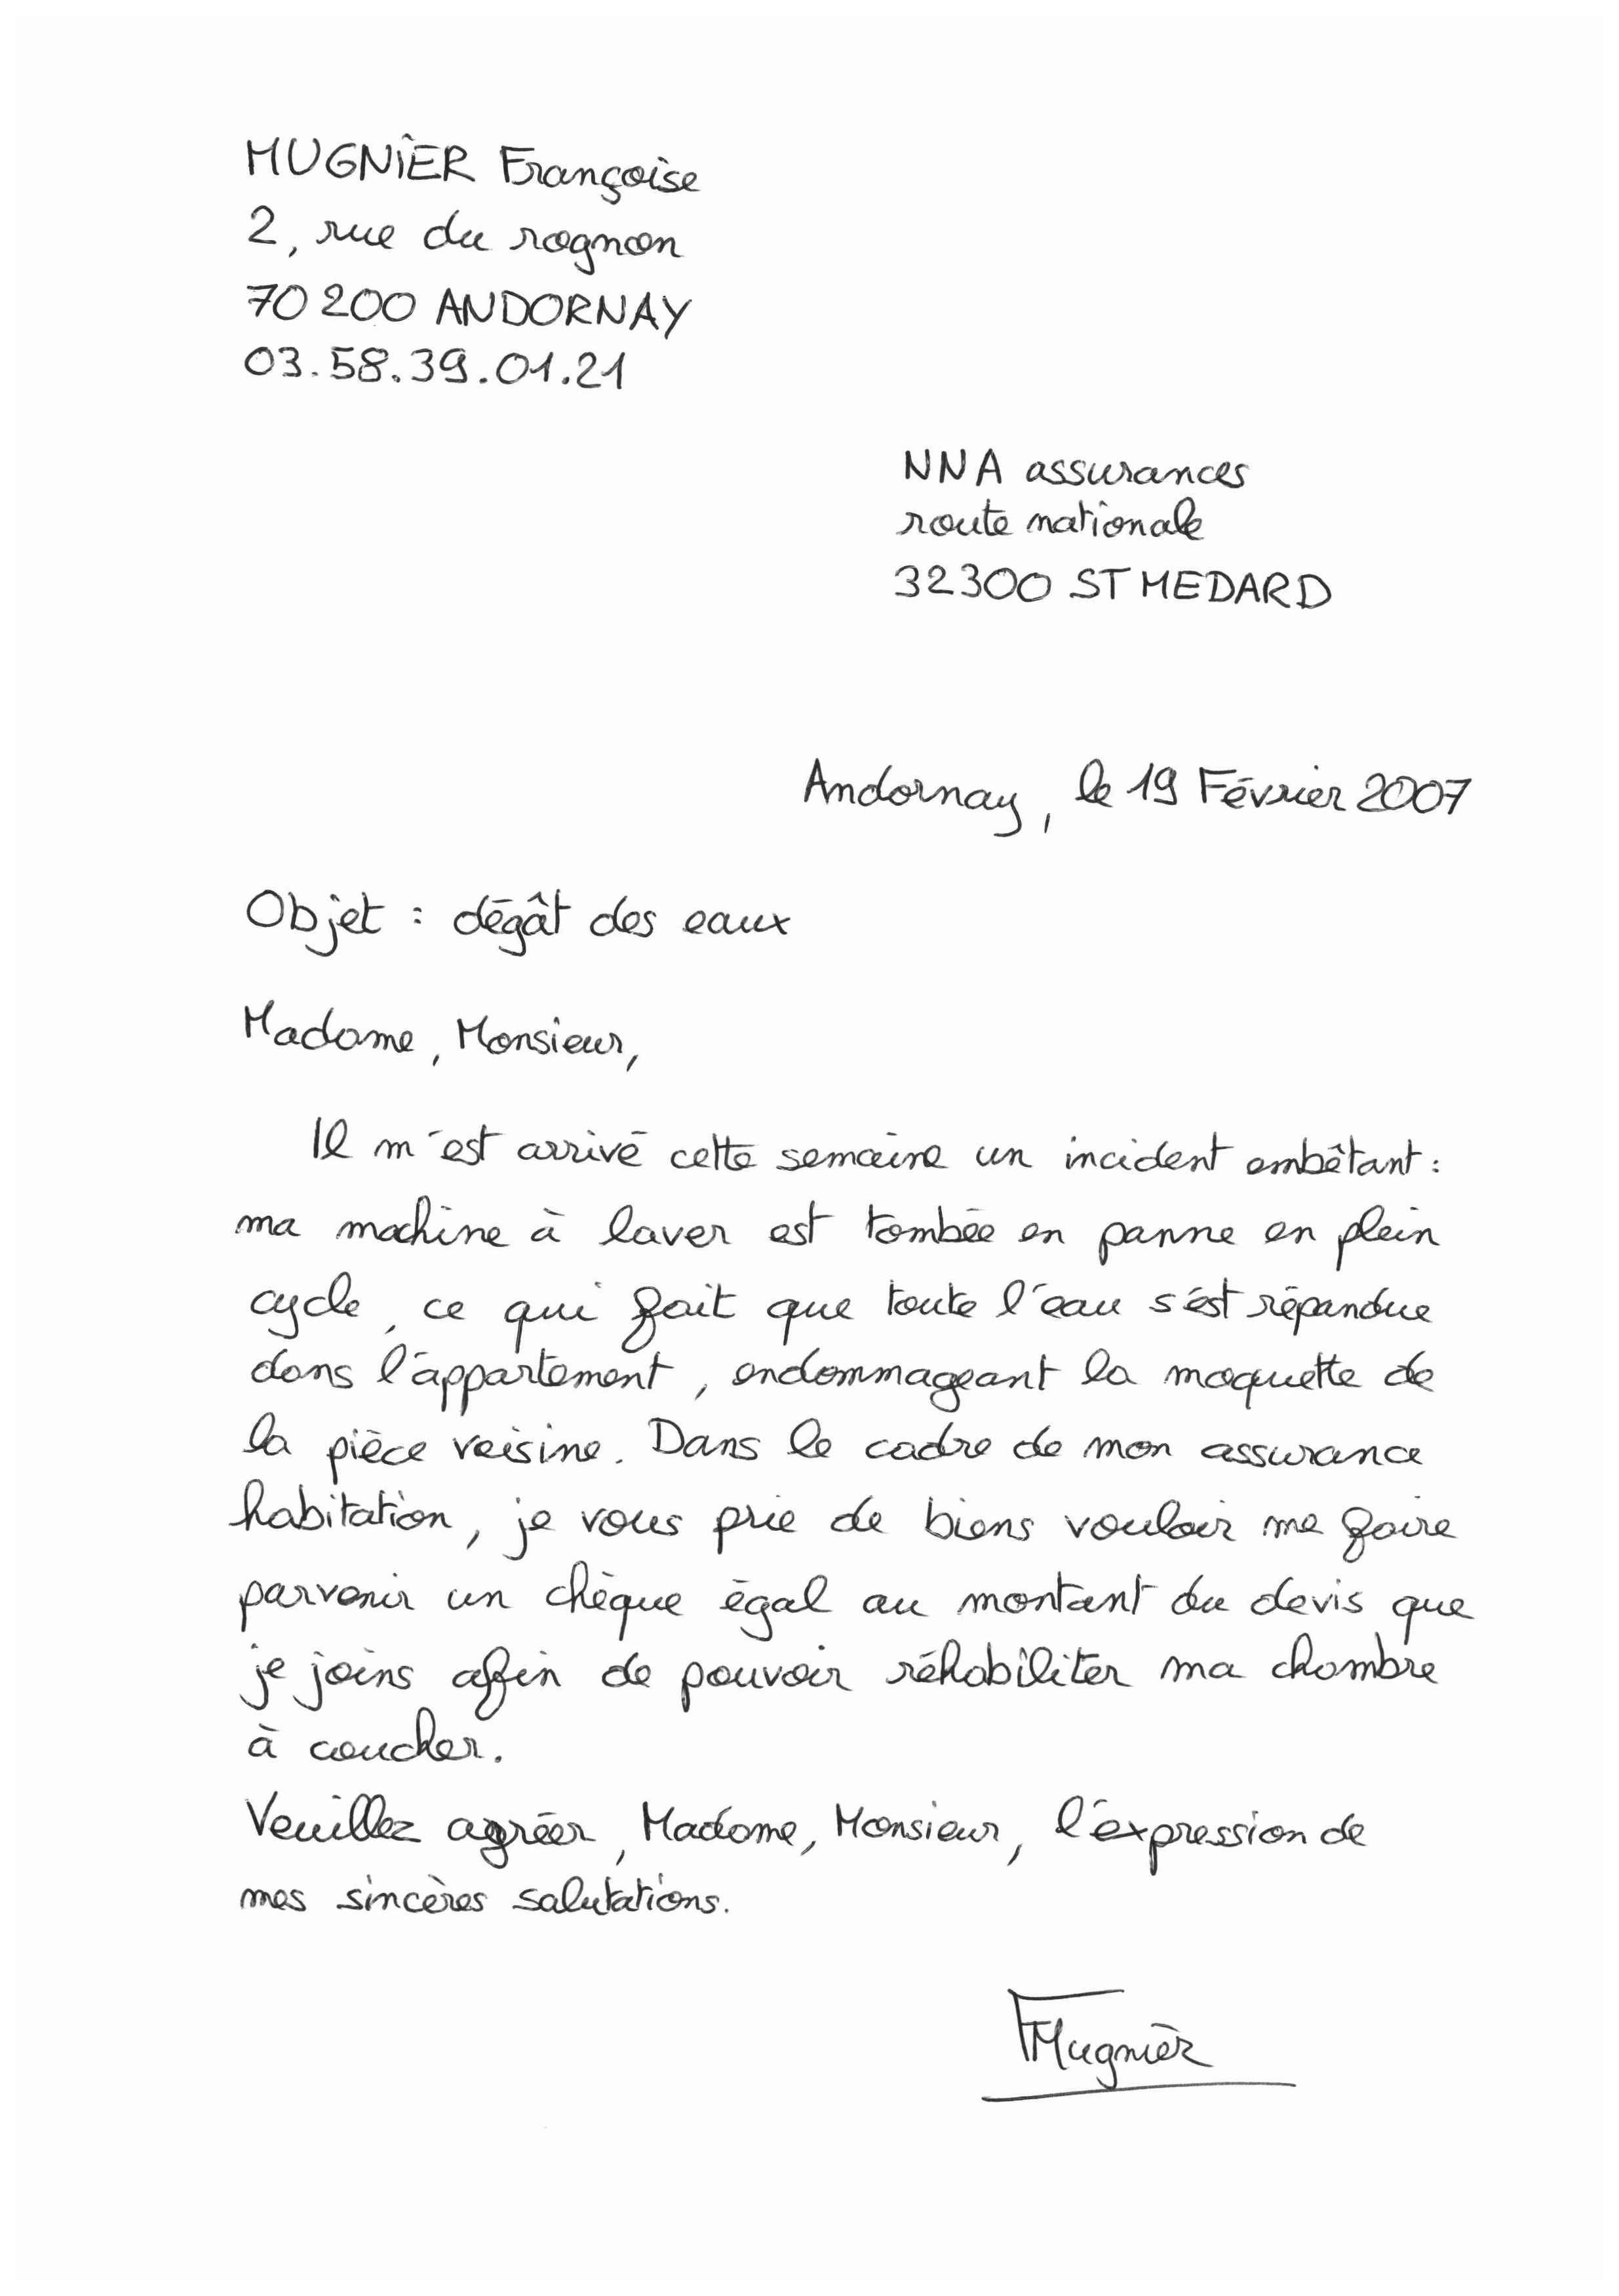 MUGNIER Françoise
2, rue du rognon
70200 ANDORNAY
03.58.39.01.21
NNA assurances
route nationale
32300 ST MEDARD
Andornay, le 19 Février 2007
Objet : dégât des eaux
Madame, Monsieur,
Il m'est arrivé cette semaine un incident embêtant :
ma machine à laver est tombée en panne en plein
cycle, ce qui fait que toute l'eau s'est répandue
dans l'appartement, endommageant la moquette de
la pièce voisine. Dans le cadre de mon assurance
habitation, je vous prie de biens vouloir me faire
parvenir un chèque égal au montant du devis que
je joins affin de pouvoir réhabiliter ma chambre
à coucher.
Veuillez agréer, Madame, Monsieur, l'expression de
mes sincères salutations.
FMugnier